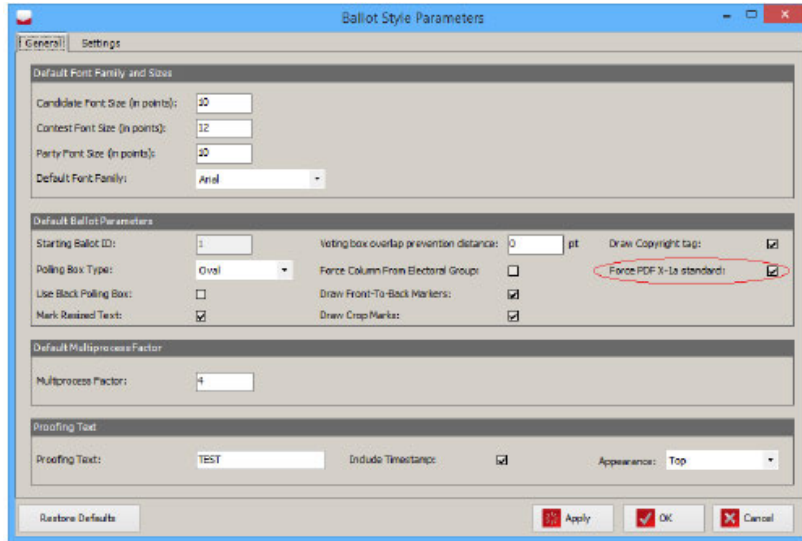 Ballot Style Parameters
General Settings
Default Font Family and Sizes
Candidate Font Size (in points): 10
Contest Font Size (in points): 12
Party Font Size (in points): 10
Default Font Family: Arial
Default Ballot Parameters
Starting Ballot ID: 1 Voting box overlap prevention distance: 0 pt Draw Copyright tag:
Polling Box Type: Oval Force Column From Electoral Group: Force PDF X-1a standard:
Use Back Polling Box: Draw Front-To-Back Markers:
Mark Resized Text: Draw Crop Marks:
Default Multiprocess Factor
Multiprocess Factor: 4
Proofing Text
Proofing Text: TEST Include Timestamp: Appearance: Top
Restore Defaults Apply OK Cancel